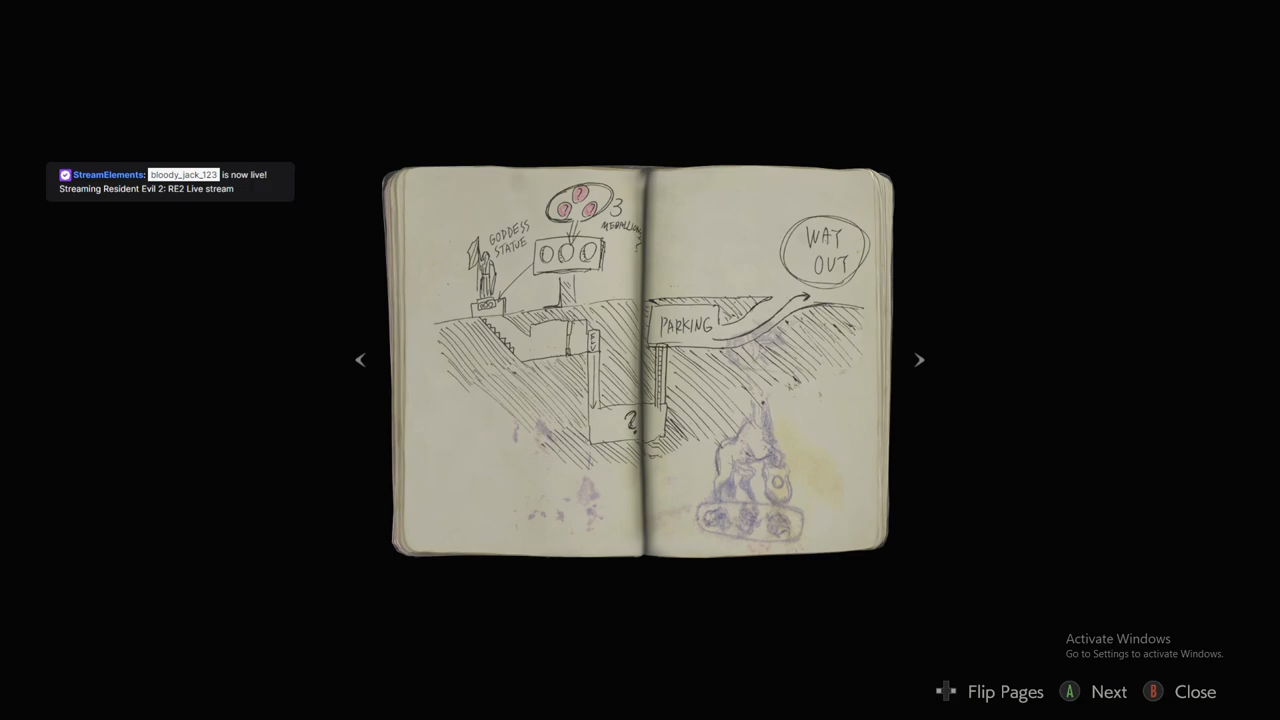 StreamElements: bloody_jack_123 is now live!
Streaming Resident Evil 2: RE2 Live stream
? ? ?
3
MEDALLIONS
?
GODDESS
STATUE
WAY
OUT
PARKING
EV
?
Activate Windows
Go to Settings to activate Windows.
Flip Pages A Next B Close